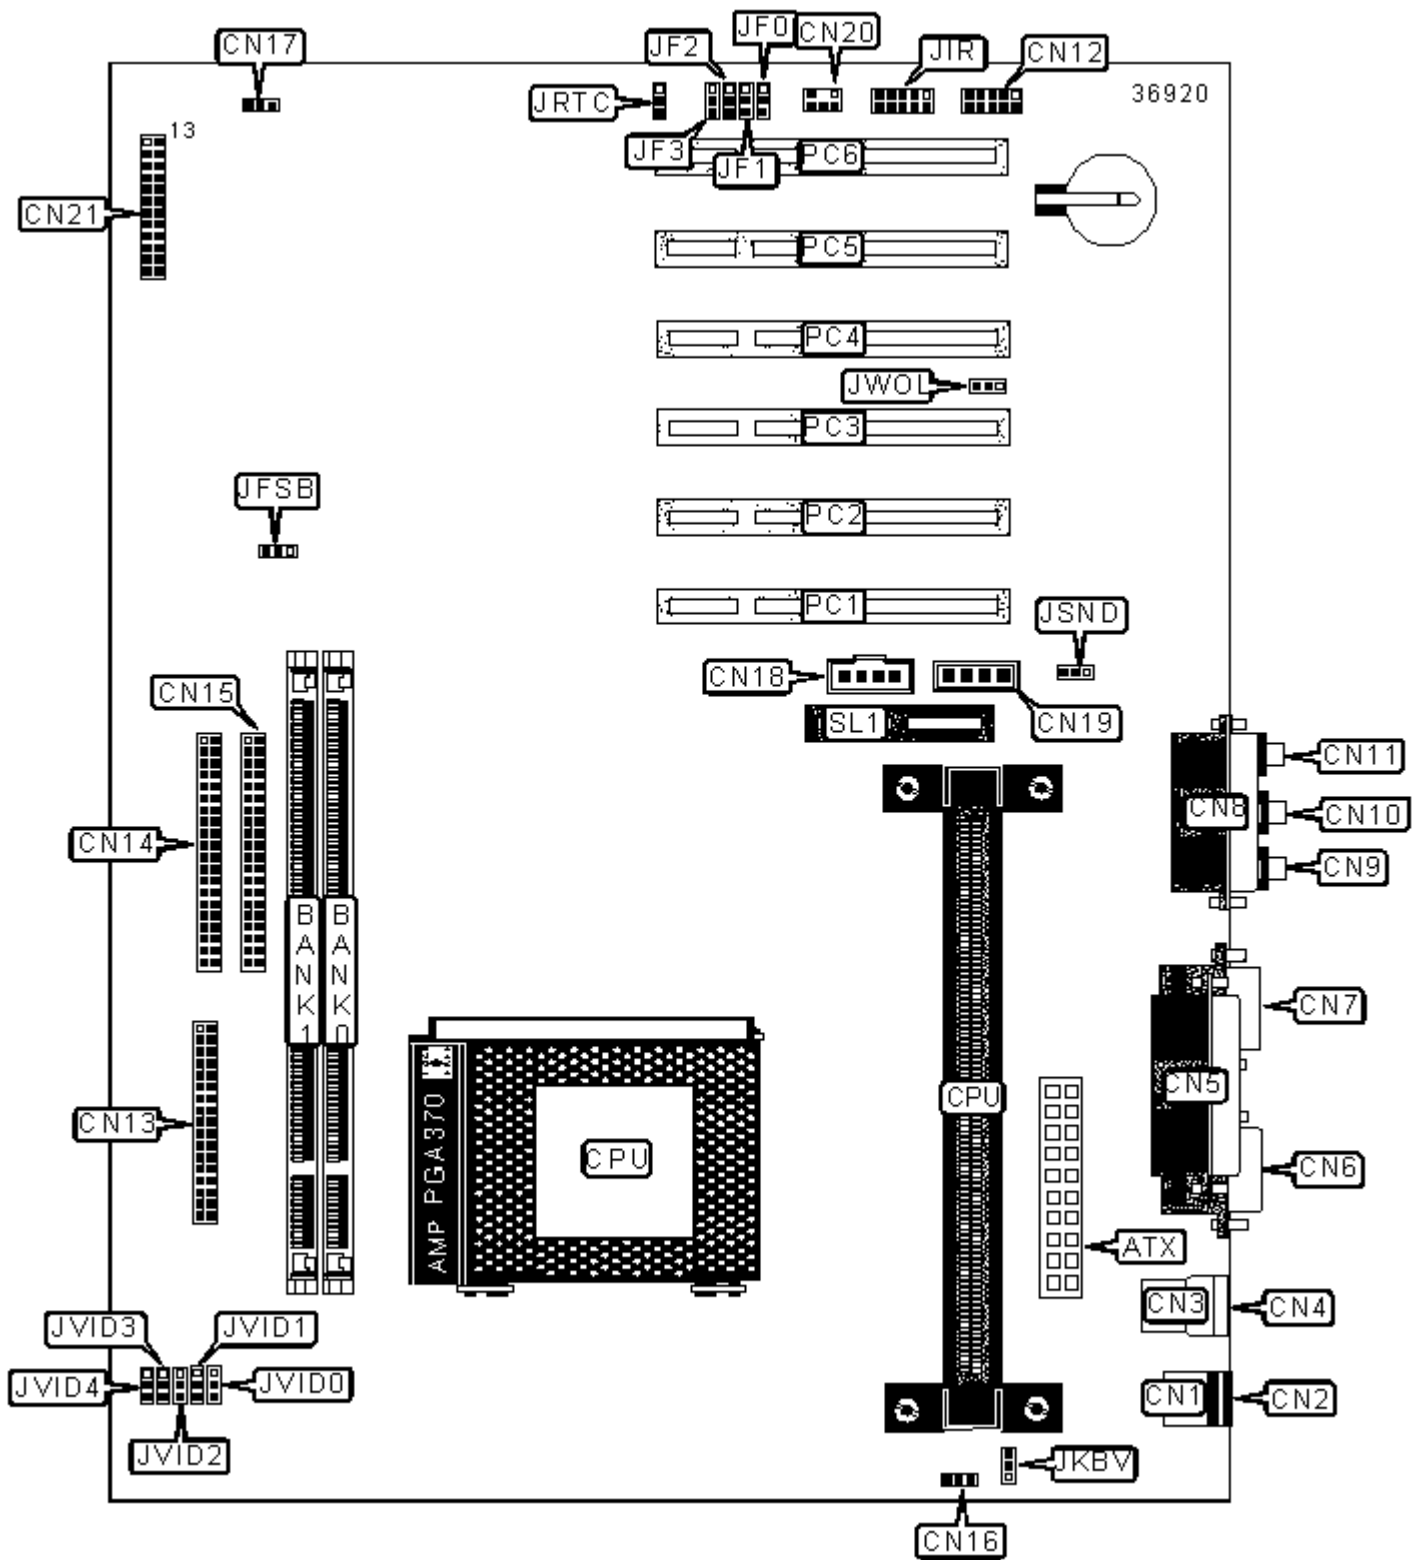 JF0
CN17
JF2
CN20
JIR
CN12
JRTC
36920
13
JF3
JF1
PC6
CN21
PC5
PC4
JWOL
PC3
JFSB
PC2
PC1
JSND
CN18
CN15
SL1
CN19
CN11
CN8
CN10
CN14
CN9
BANK1
BANK0
CN7
CN5
CPU
CN13
AMP PGA370
CPU
CN6
ATX
CN3
CN4
JVID3
JVID1
JVID4
JVID0
CN1
CN2
JVID2
JKBV
CN16